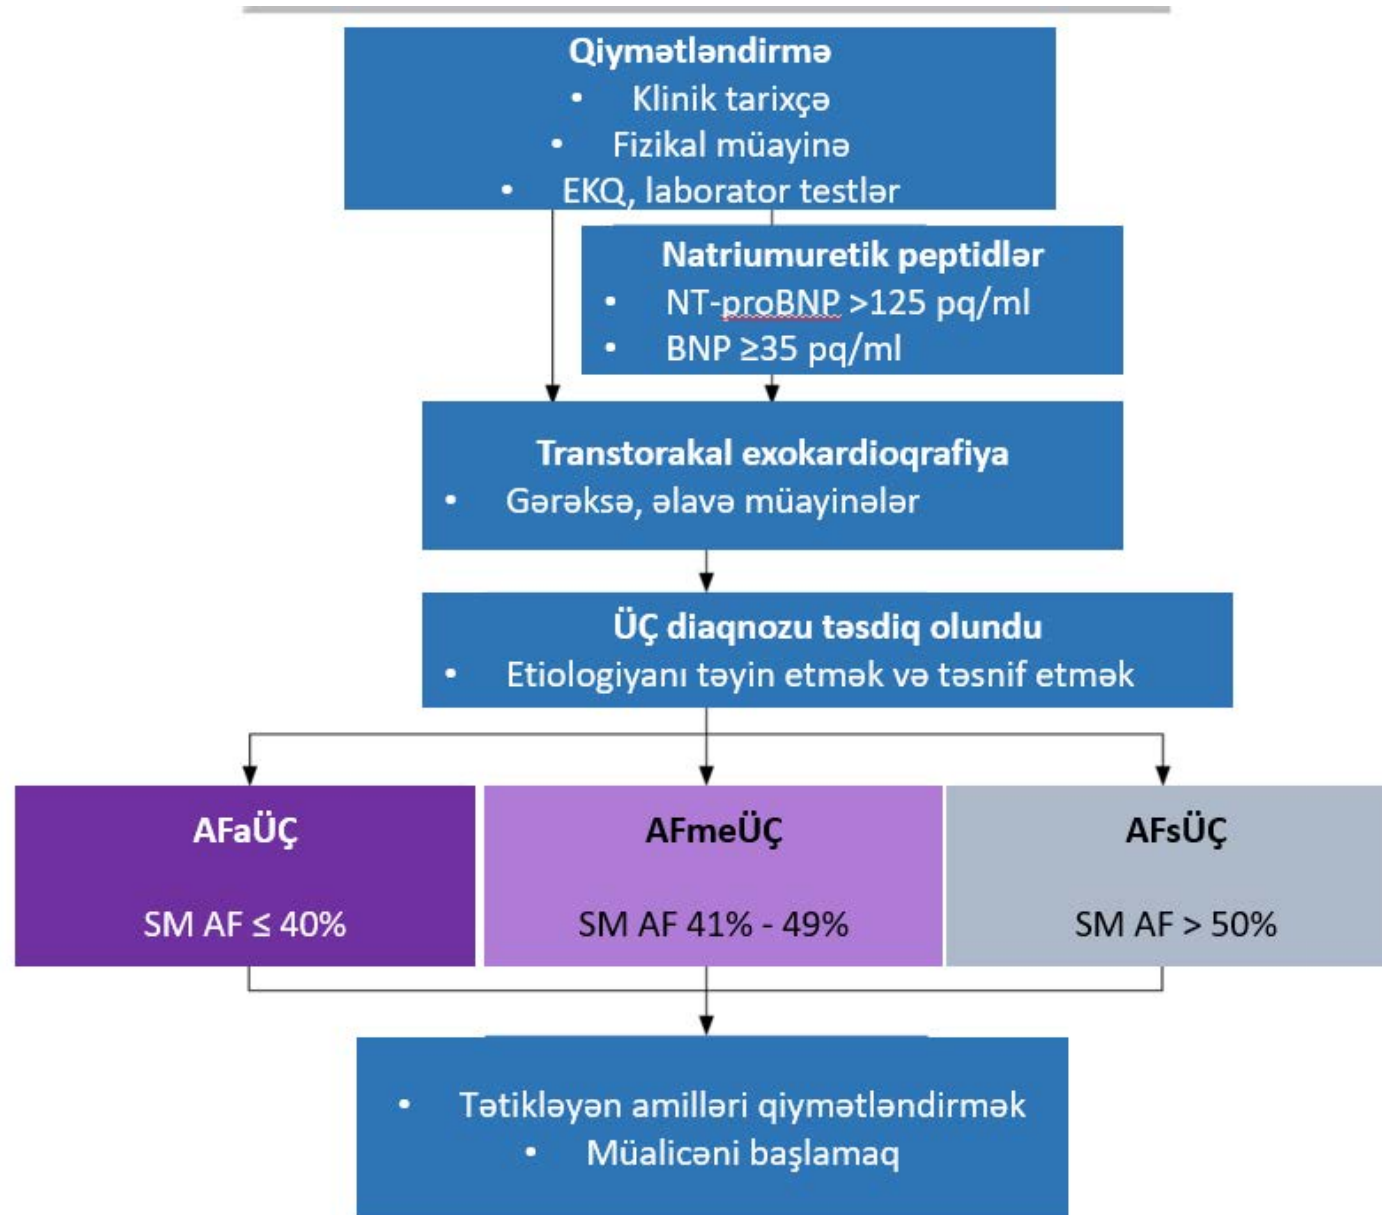 Qiymətləndirmə
• Klinik tarixçə
• Fizikal müayinə
• EKQ, laborator testlər
Natriumuretik peptidlər
• NT-proBNP >125 pq/ml
• BNP ≥35 pq/ml
Transtorakal exokardioqrafiya
• Gərəksə, əlavə müayinələr
ÜÇ diaqnozu təsdiq olundu
• Etiologiyanı təyin etmək və təsnif etmək
AFaÜÇ
SM AF ≤ 40%
AFmeÜÇ
SM AF 41% - 49%
AFsÜÇ
SM AF > 50%
• Tətikləyən amilləri qiymətləndirmək
• Müalicəni başlamaq